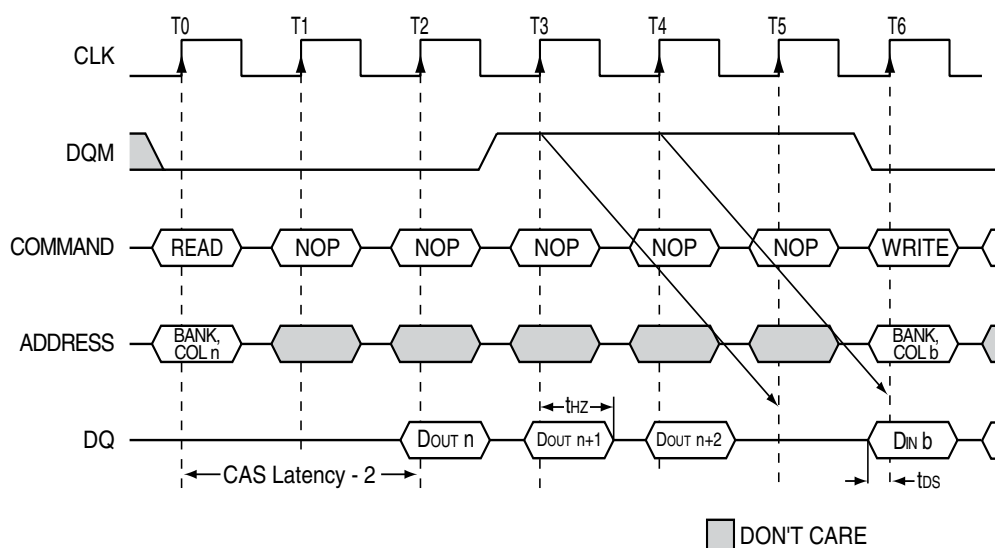 T0 T1 T2 T3 T4 T5 T6
CLK
DQM
COMMAND READ NOP NOP NOP NOP NOP WRITE
ADDRESS BANK, COL n BANK, COL b
tHZ
DQ DOUT n DOUT n+1 DOUT n+2 DIN b
CAS Latency - 2 tDS
DON'T CARE